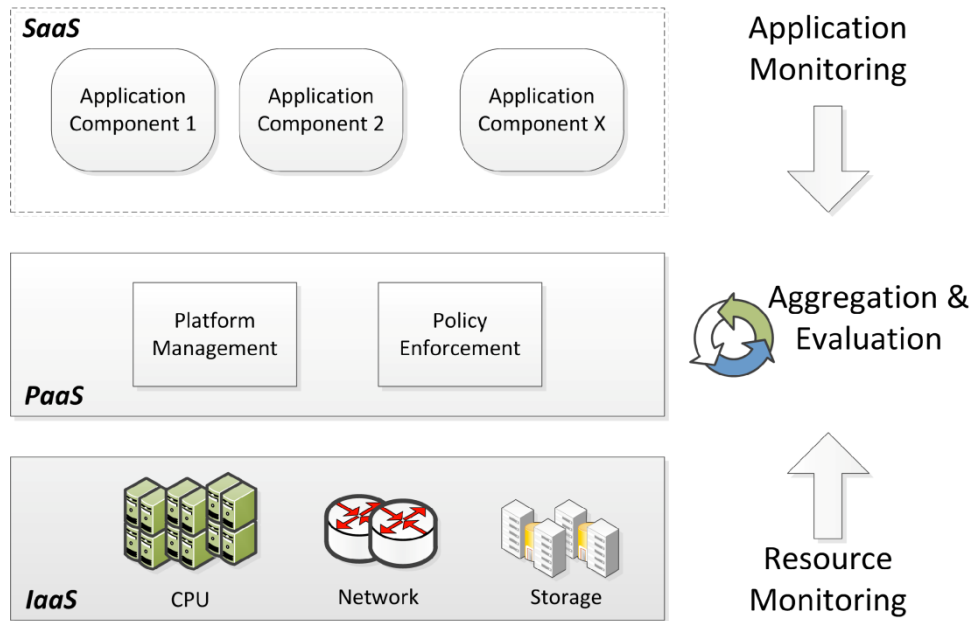 SaaS
Application
Component 1
Application
Component 2
Application
Component X
Application
Monitoring
Platform
Management
Policy
Enforcement
PaaS
Aggregation &
Evaluation
IaaS
CPU
Network
Storage
Resource
Monitoring